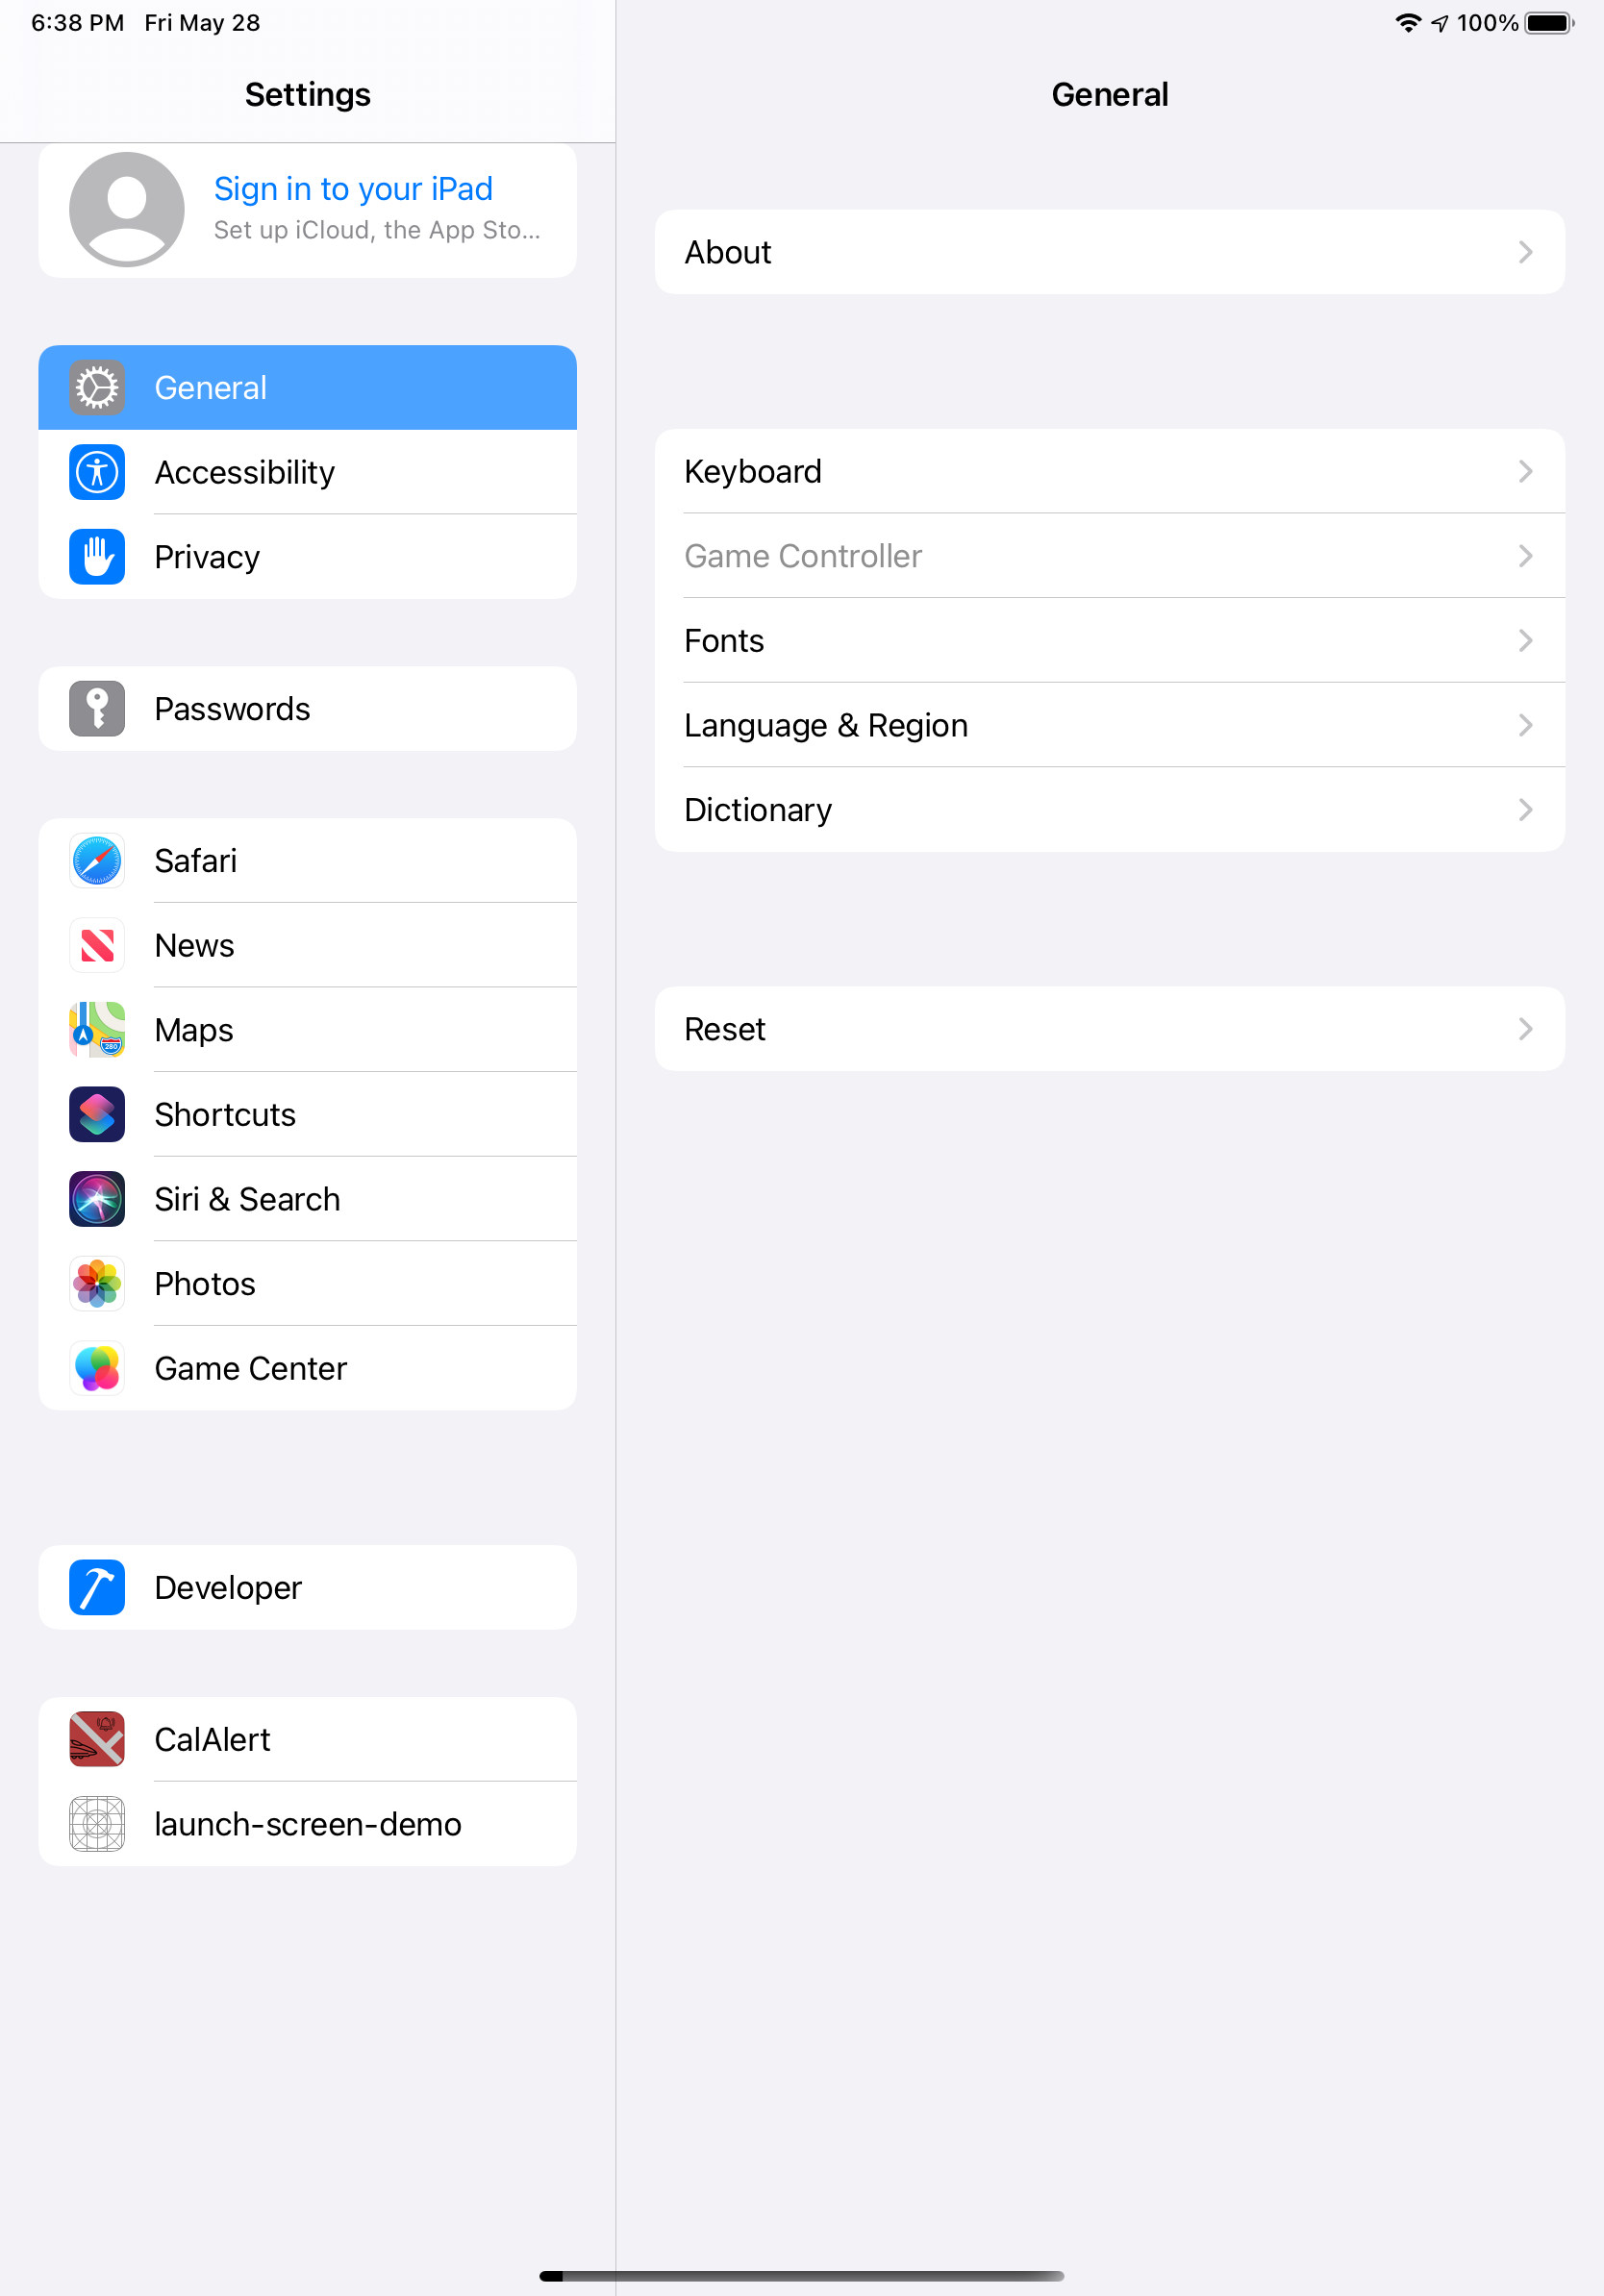 6:38 PM Fri May 28
100%
Settings
Sign in to your iPad
Set up iCloud, the App Sto...
General
Accessibility
Privacy
Passwords
Safari
News
Maps
280
Shortcuts
Siri & Search
Photos
Game Center
Developer
CalAlert
launch-screen-demo
General
About
Keyboard
Game Controller
Fonts
Language & Region
Dictionary
Reset